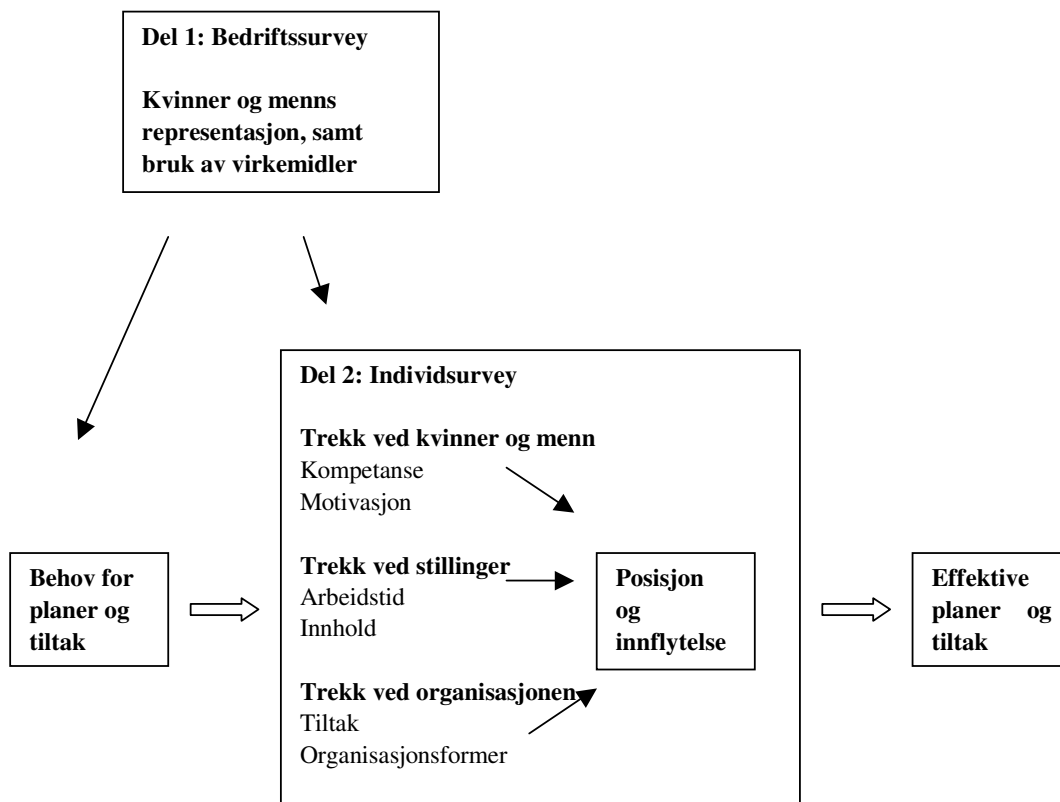 Del 1: Bedriftssurvey
Kvinner og menns
representasjon, samt
bruk av virkemidler
Del 2: Individsurvey
Trekk ved kvinner og menn
Kompetanse
Motivasjon
Trekk ved stillinger
Arbeidstid
Innhold
Trekk ved organisasjonen
Tiltak
Organisasjonsformer
Behov for
planer og
tiltak
Posisjon
og
innflytelse
Effektive
planer og
tiltak